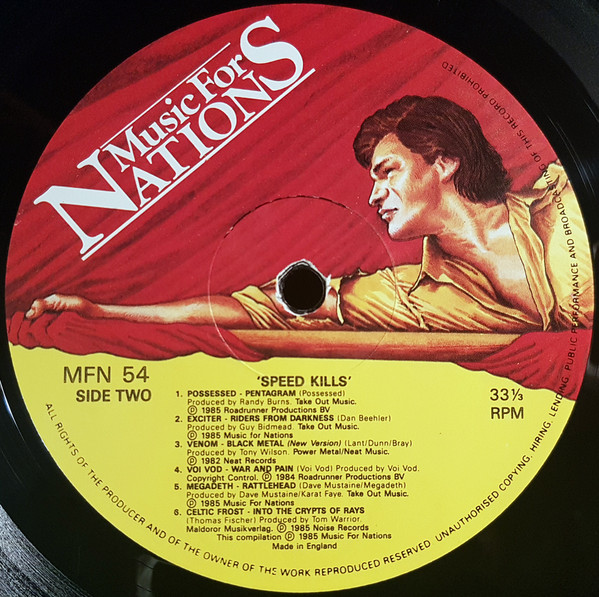 Music For
NATIONS
MFN 54
SIDE TWO
33⅓
RPM
'SPEED KILLS'
1. POSSESSED - PENTAGRAM (Possessed)
Produced by Randy Burns. Take Out Music.
Ⓟ 1985 Roadrunner Productions BV
2. EXCITER - RIDERS FROM DARKNESS (Dan Beehler)
Produced by Guy Bidmead. Take Out Music.
Ⓟ 1985 Music for Nations
3. VENOM - BLACK METAL (New Version) (Lant/Dunn/Bray)
Produced by Tony Wilson. Power Metal/Neat Music.
Ⓟ 1982 Neat Records
4. VOI VOD - WAR AND PAIN (Voi Vod) Produced by Voi Vod.
Copyright Control. Ⓟ 1984 Roadrunner Productions BV
5. MEGADETH - RATTLEHEAD (Dave Mustaine/Megadeth)
Produced by Dave Mustaine/Karat Faye. Take Out Music.
Ⓟ 1985 Music For Nations
6. CELTIC FROST - INTO THE CRYPTS OF RAYS
(Thomas Fischer) Produced by Tom Warrior.
Maldoror Musikverlag. Ⓟ 1985 Noise Records
This compilation Ⓟ 1985 Music For Nations
Made in England
ALL RIGHTS OF THE PRODUCER AND OF THE OWNER OF THE WORK REPRODUCED RESERVED. UNAUTHORISED COPYING, HIRING, LENDING, PUBLIC PERFORMANCE AND BROADCASTING OF THIS RECORD PROHIBITED